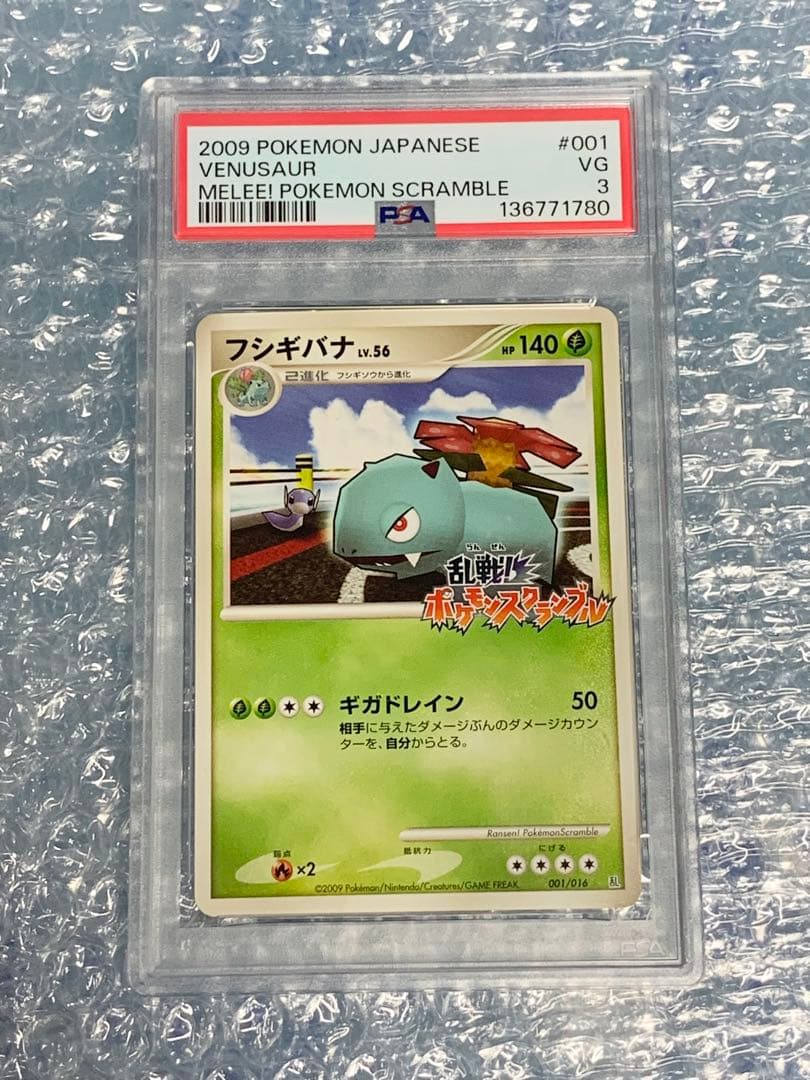 2009 POKEMON JAPANESE #001
VENUSAUR VG
MELEE! POKEMON SCRAMBLE 3
PSA 136771780
フシギバナ LV.56 HP 140
2進化 フシギソウから進化
らんせん
乱戦!
ポケモンスクランブル
ギガドレイン 50
相手に与えたダメージぶんのダメージカウン
ターを、自分からとる。
Ransen! PokémonScramble
弱点 抵抗力 にげる
×2
©2009 Pokémon/Nintendo/Creatures/GAME FREAK 001/016 乱
PSA